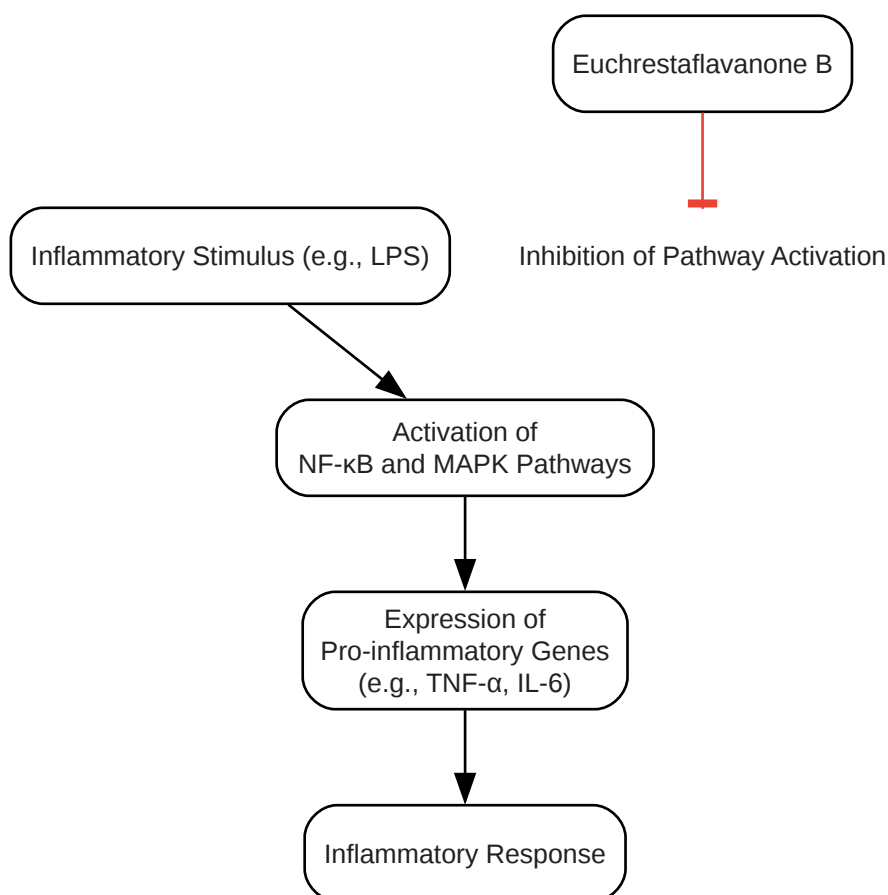 Euchrestaflavanone B
Inflammatory Stimulus (e.g., LPS)
Inhibition of Pathway Activation
Activation of
NF-κB and MAPK Pathways
Expression of
Pro-inflammatory Genes
(e.g., TNF-α, IL-6)
Inflammatory Response